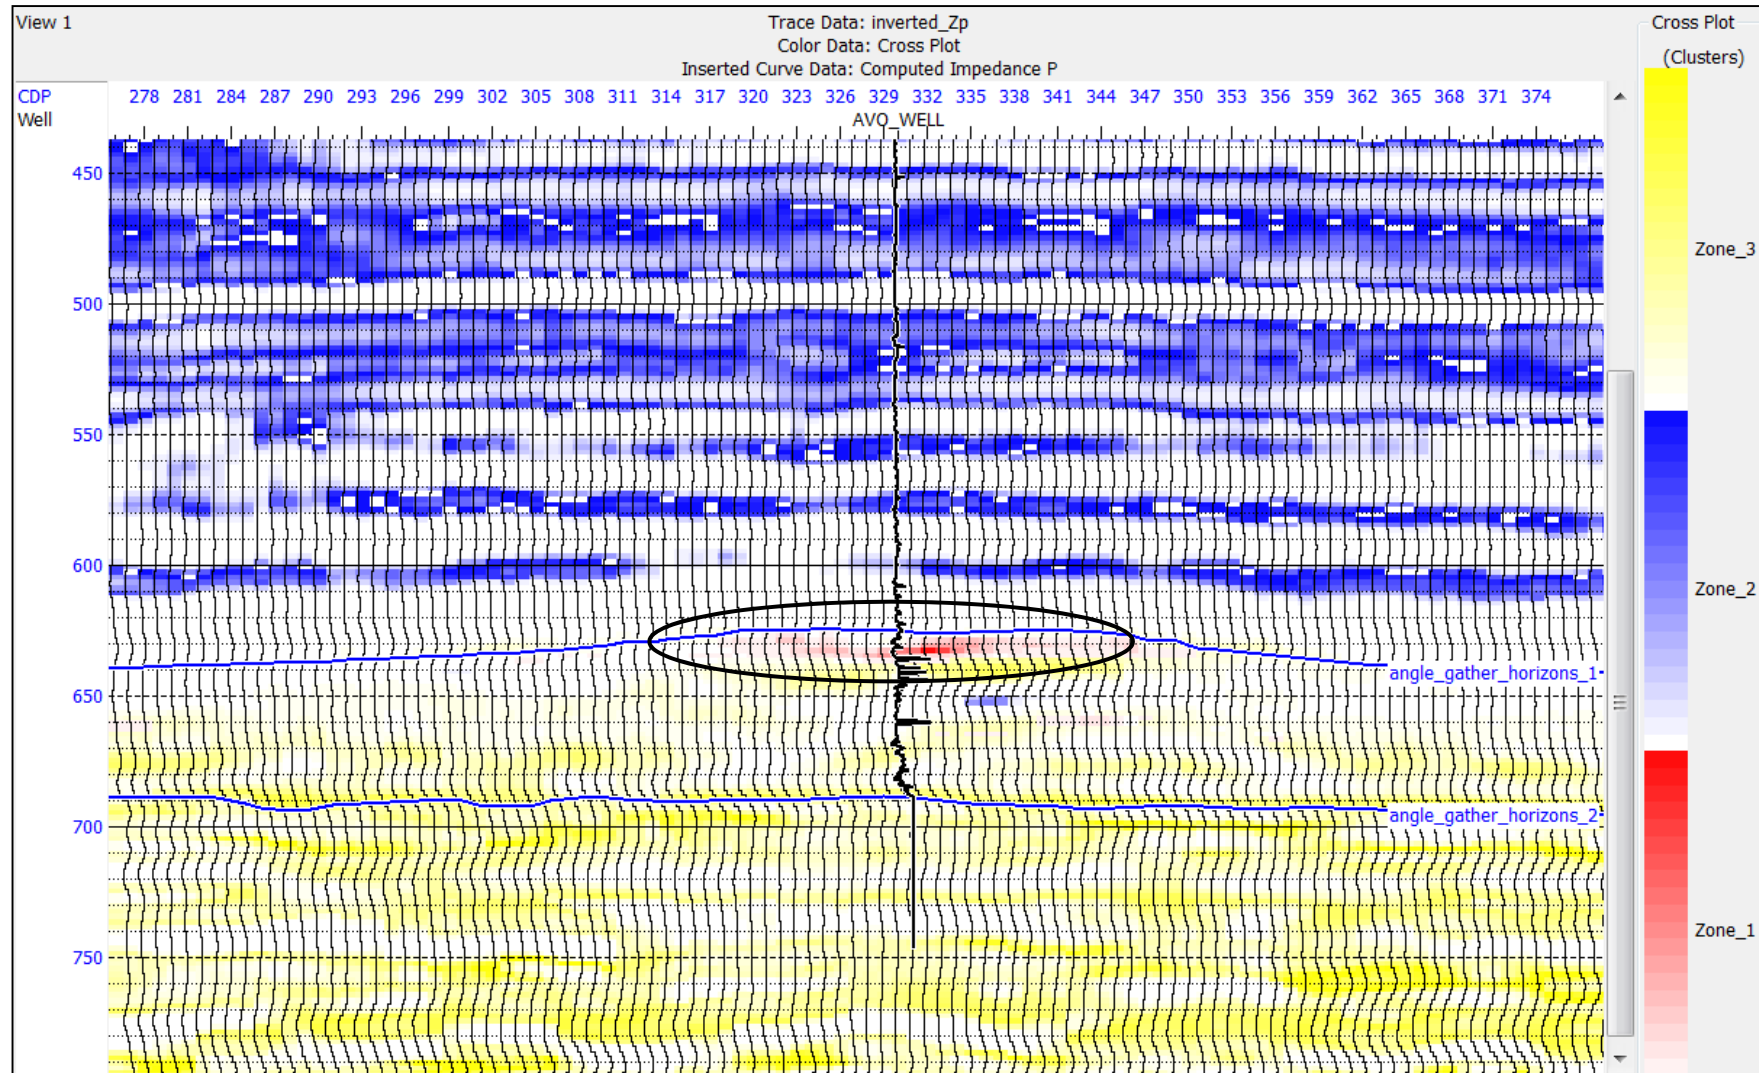 View 1
Trace Data: inverted_Zp
Color Data: Cross Plot
Inserted Curve Data: Computed Impedance P
Cross Plot
(Clusters)
CDP 278 281 284 287 290 293 296 299 302 305 308 311 314 317 320 323 326 329 332 335 338 341 344 347 350 353 356 359 362 365 368 371 374
Well AVO_WELL
450
500
550
600
650
700
750
angle_gather_horizons_1
angle_gather_horizons_2
Zone_3
Zone_2
Zone_1